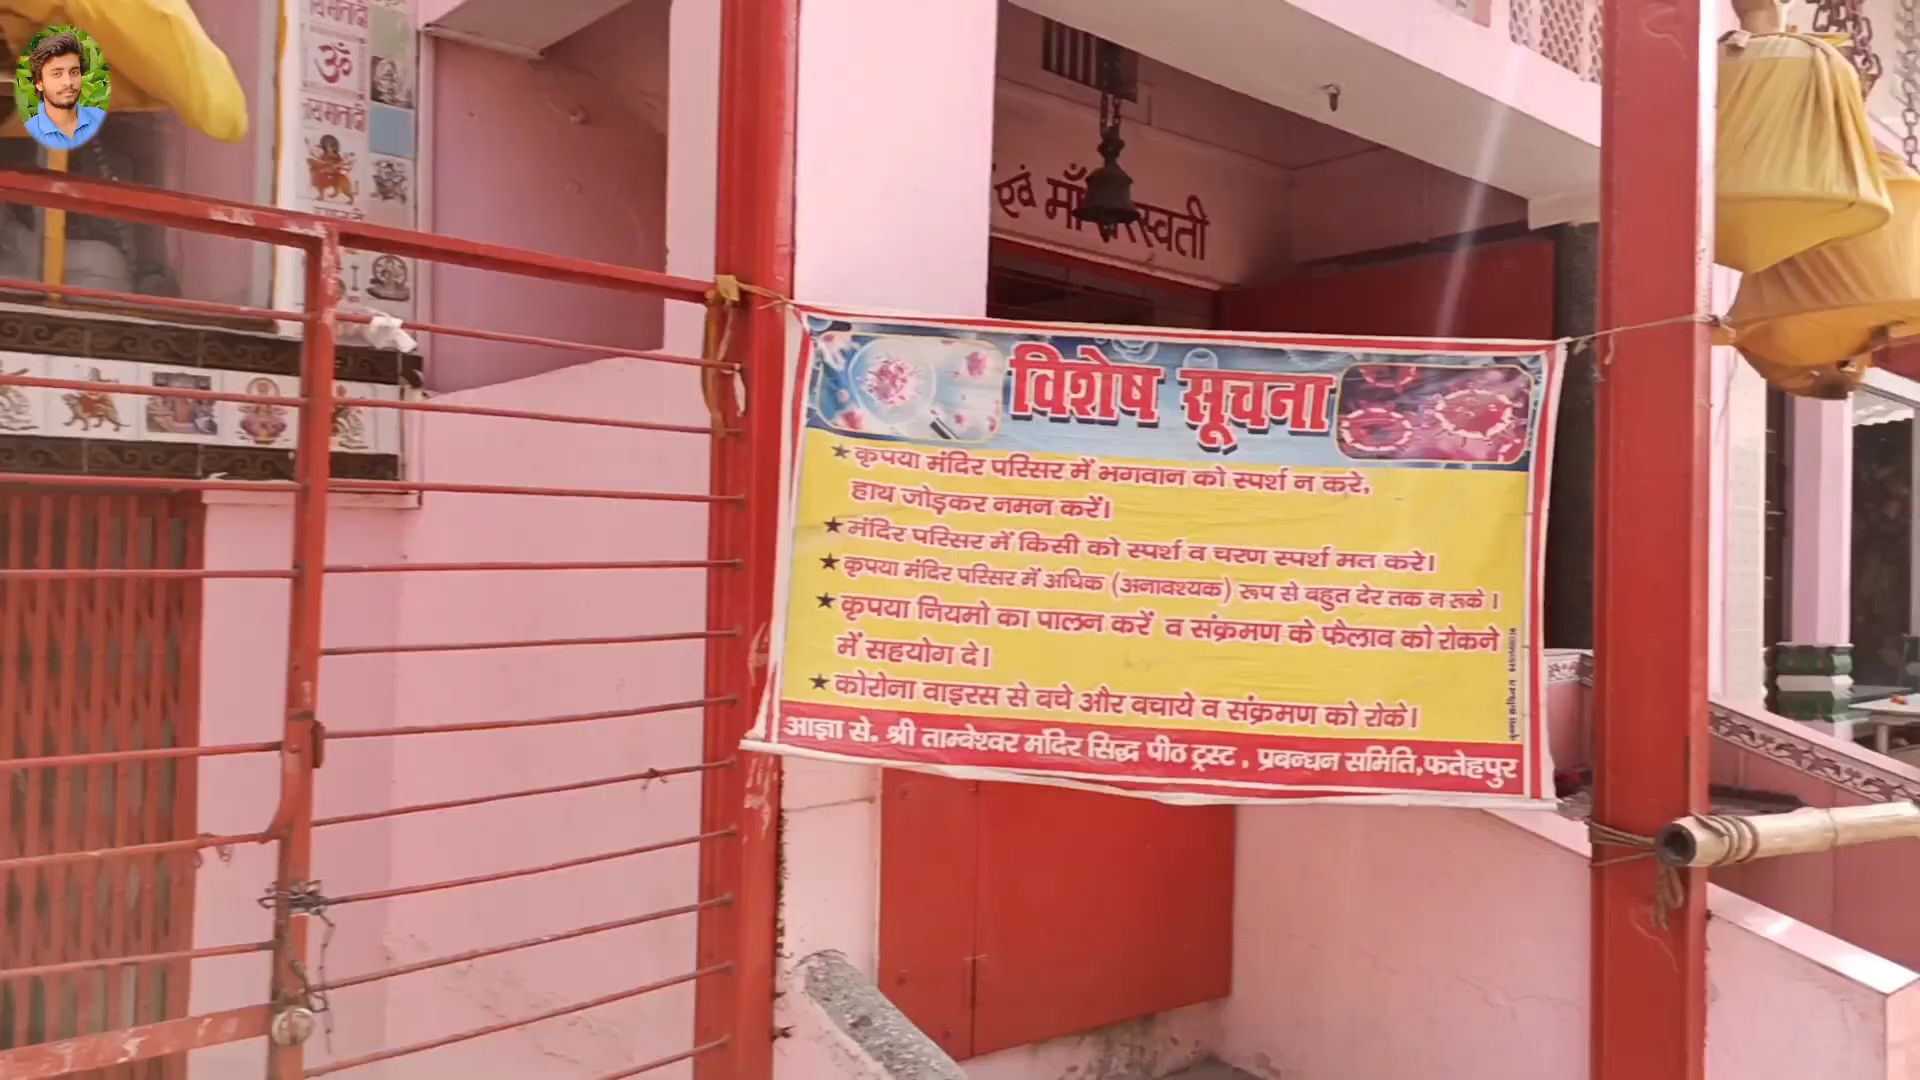 जय माता दी
ॐ
जय माता दी
एवं माँ सरस्वती
विशेष सूचना
★ कृपया मंदिर परिसर में भगवान को स्पर्श न करे,
हाथ जोड़कर नमन करें।
★ मंदिर परिसर में किसी को स्पर्श व चरण स्पर्श मत करे।
★ कृपया मंदिर परिसर में अधिक (अनावश्यक) रूप से बहुत देर तक न रूके।
★ कृपया नियमो का पालन करें व संक्रमण के फैलाव को रोकने
में सहयोग दे।
★ कोरोना वाइरस से बचे और बचाये व संक्रमण को रोके।
आज्ञा से. श्री ताम्बेश्वर मंदिर सिद्ध पीठ ट्रस्ट, प्रबन्धन समिति,फतेहपुर